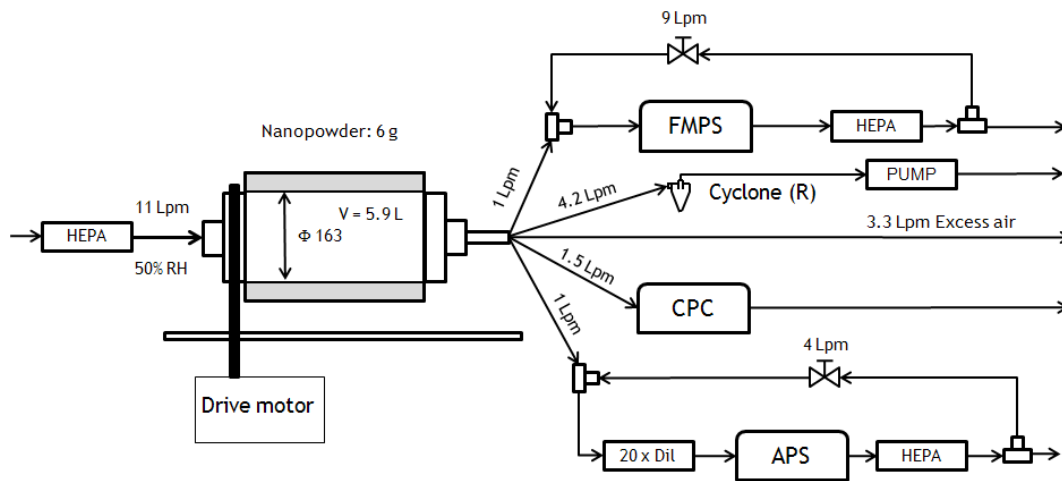 9 Lpm
Nanopowder: 6 g
FMPS
HEPA
1 Lpm
4.2 Lpm
Cyclone (R)
PUMP
11 Lpm
V = 5.9 L
Φ 163
HEPA
50% RH
3.3 Lpm Excess air
1.5 Lpm
CPC
1 Lpm
4 Lpm
Drive motor
20 x Dil
APS
HEPA